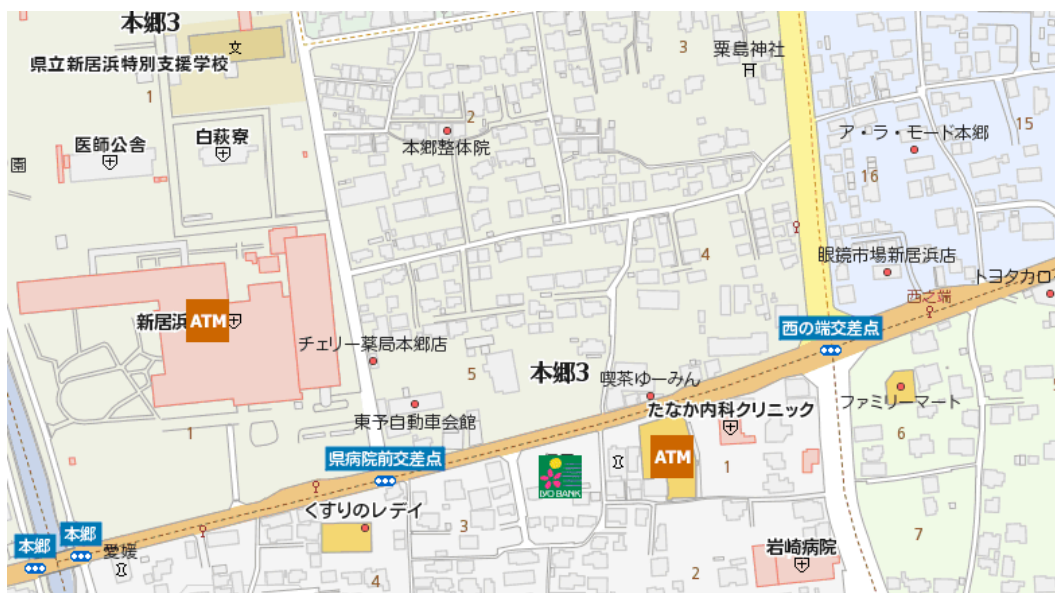 本郷3
県立新居浜特別支援学校
1
医師公舎
白萩寮
園
2
本郷整体院
3
粟島神社
ア・ラ・モード本郷
15
16
4
眼鏡市場新居浜店
西之端
トヨタカロ
新居浜
ATM
チェリー薬局本郷店
西の端交差点
5
本郷3
喫茶ゆーみん
東予自動車会館
たなか内科クリニック
ファミリーマート
6
1
県病院前交差点
IYO BANK
ATM
1
くすりのレデイ
3
7
本郷
本郷
愛媛
4
2
岩崎病院